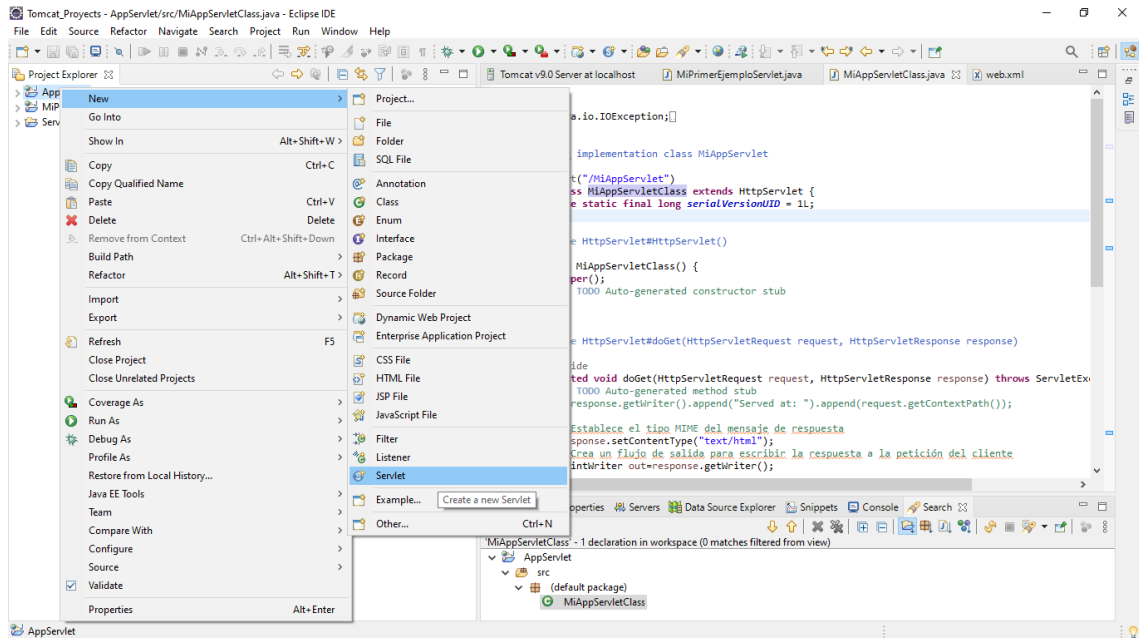 Tomcat_Proyects - AppServlet/src/MiAppServletClass.java - Eclipse IDE
File Edit Source Refactor Navigate Search Project Run Window Help
Project Explorer
Tomcat v9.0 Server at localhost
MiPrimerEjemploServlet.java
MiAppServletClass.java
web.xml
App
MiP
Serv
New
Go Into
Show In Alt+Shift+W
Copy Ctrl+C
Copy Qualified Name
Paste Ctrl+V
Delete Delete
Remove from Context Ctrl+Alt+Shift+Down
Build Path
Refactor Alt+Shift+T
Import
Export
Refresh F5
Close Project
Close Unrelated Projects
Coverage As
Run As
Debug As
Profile As
Restore from Local History...
Java EE Tools
Team
Compare With
Configure
Source
Validate
Properties Alt+Enter
Project...
File
Folder
SQL File
Annotation
Class
Enum
Interface
Package
Record
Source Folder
Dynamic Web Project
Enterprise Application Project
CSS File
HTML File
JSP File
JavaScript File
Filter
Listener
Servlet
Example...
Create a new Servlet
Other... Ctrl+N
a.io.IOException;
implementation class MiAppServlet
t("/MiAppServlet")
ss MiAppServletClass extends HttpServlet {
e static final long serialVersionUID = 1L;
e HttpServlet#HttpServlet()
MiAppServletClass() {
per();
TODO Auto-generated constructor stub
e HttpServlet#doGet(HttpServletRequest request, HttpServletResponse response)
ide
ted void doGet(HttpServletRequest request, HttpServletResponse response) throws ServletEx
TODO Auto-generated method stub
response.getWriter().append("Served at: ").append(request.getContextPath());
Establece el tipo MIME del mensaje de respuesta
sponse.setContentType("text/html");
Crea un flujo de salida para escribir la respuesta a la petición del cliente
intWriter out=response.getWriter();
operties Servers Data Source Explorer Snippets Console Search
'MiAppServletClass' - 1 declaration in workspace (0 matches filtered from view)
AppServlet
src
(default package)
MiAppServletClass
AppServlet